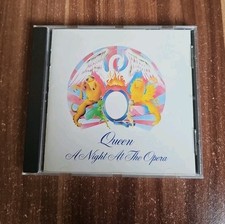 Queen
A Night At The Opera